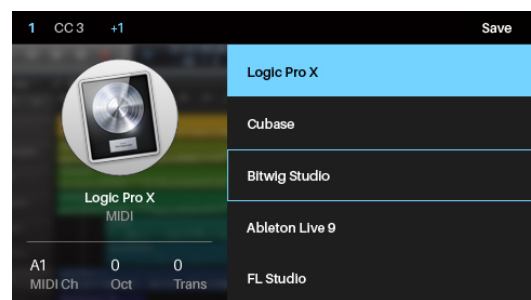 1 CC 3 +1 Save
Logic Pro X
MIDI
A1 0 0
MIDI Ch Oct Trans
Logic Pro X
Cubase
Bitwig Studio
Ableton Live 9
FL Studio